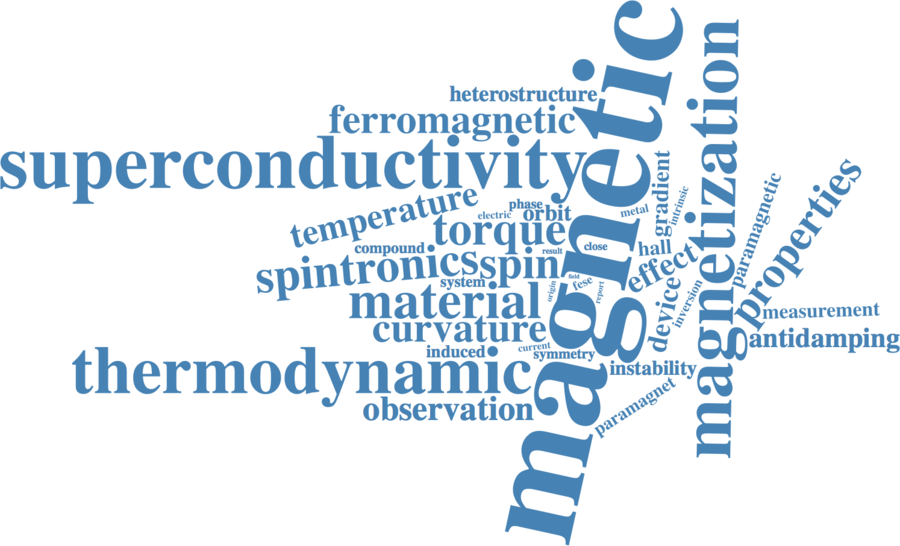 magnetic
magnetization
heterostructure
ferromagnetic
superconductivity
temperature
electric
phase
orbit
metal
gradient
intrinsic
paramagnetic
properties
torque
compound
result
close
hall
effect
spintronics
spin
system
origin
field
fese
report
device
inversion
material
measurement
curvature
antidamping
induced
current
symmetry
instability
thermodynamic
paramagnet
observation